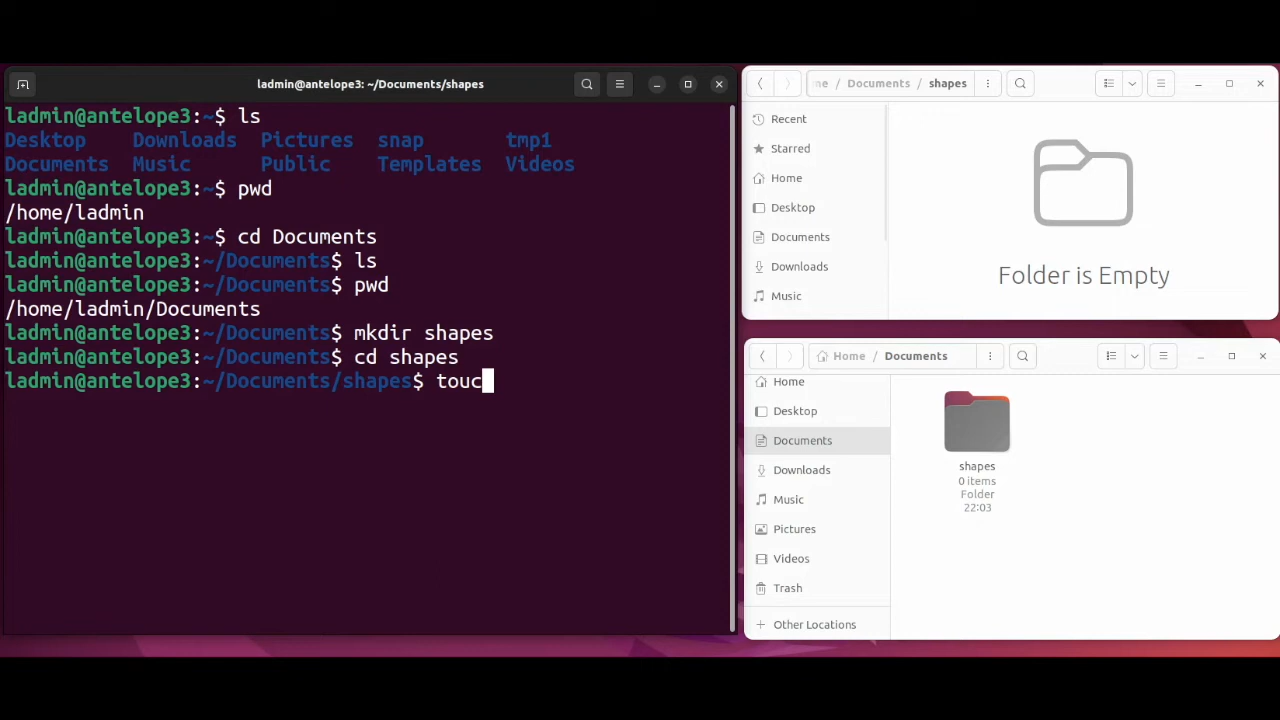 ladmin@antelope3: ~/Documents/shapes
ladmin@antelope3:~$ ls
Desktop Downloads Pictures snap tmp1
Documents Music Public Templates Videos
ladmin@antelope3:~$ pwd
/home/ladmin
ladmin@antelope3:~$ cd Documents
ladmin@antelope3:~/Documents$ ls
ladmin@antelope3:~/Documents$ pwd
/home/ladmin/Documents
ladmin@antelope3:~/Documents$ mkdir shapes
ladmin@antelope3:~/Documents$ cd shapes
ladmin@antelope3:~/Documents/shapes$ touc
me / Documents / shapes
Recent
Starred
Home
Desktop
Documents
Downloads
Music
Folder is Empty
Home / Documents
Home
Desktop
Documents
Downloads
Music
Pictures
Videos
Trash
Other Locations
shapes
0 items
Folder
22:03